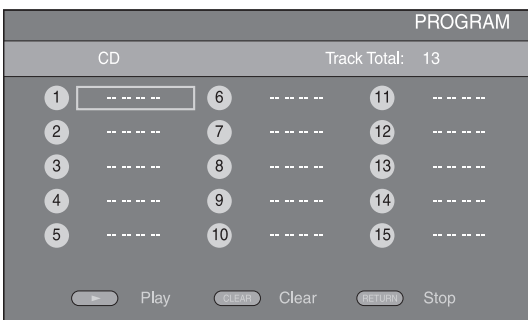 PROGRAM
CD Track Total: 13
1 -- -- -- -- 6 -- -- -- -- 11 -- -- -- --
2 -- -- -- -- 7 -- -- -- -- 12 -- -- -- --
3 -- -- -- -- 8 -- -- -- -- 13 -- -- -- --
4 -- -- -- -- 9 -- -- -- -- 14 -- -- -- --
5 -- -- -- -- 10 -- -- -- -- 15 -- -- -- --
Play CLEAR Clear RETURN Stop